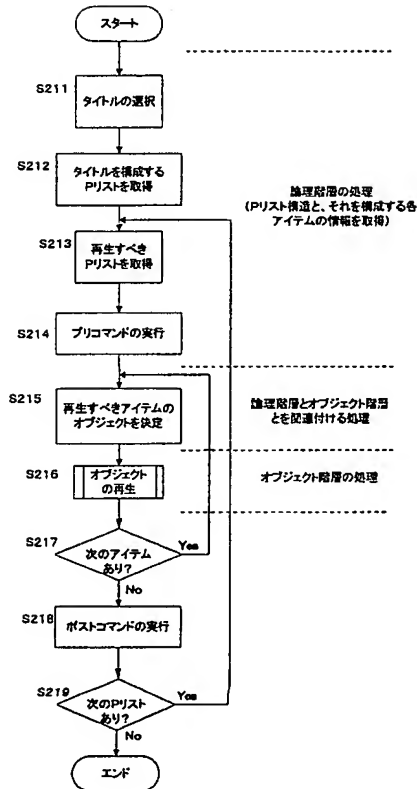 スタート
S211
タイトルの選択
S212
タイトルを構成する
Pリストを取得
論理階層の処理
(Pリスト構造と、それを構成する各
アイテムの情報を取得)
S213
再生すべき
Pリストを取得
S214
プリコマンドの実行
S215
再生すべきアイテムの
オブジェクトを決定
論理階層とオブジェクト階層
とを関連付ける処理
S216
オブジェクト
の再生
オブジェクト階層の処理
S217
次のアイテム
あり?
Yes
No
S218
ポストコマンドの実行
S219
次のPリスト
あり?
Yes
No
エンド